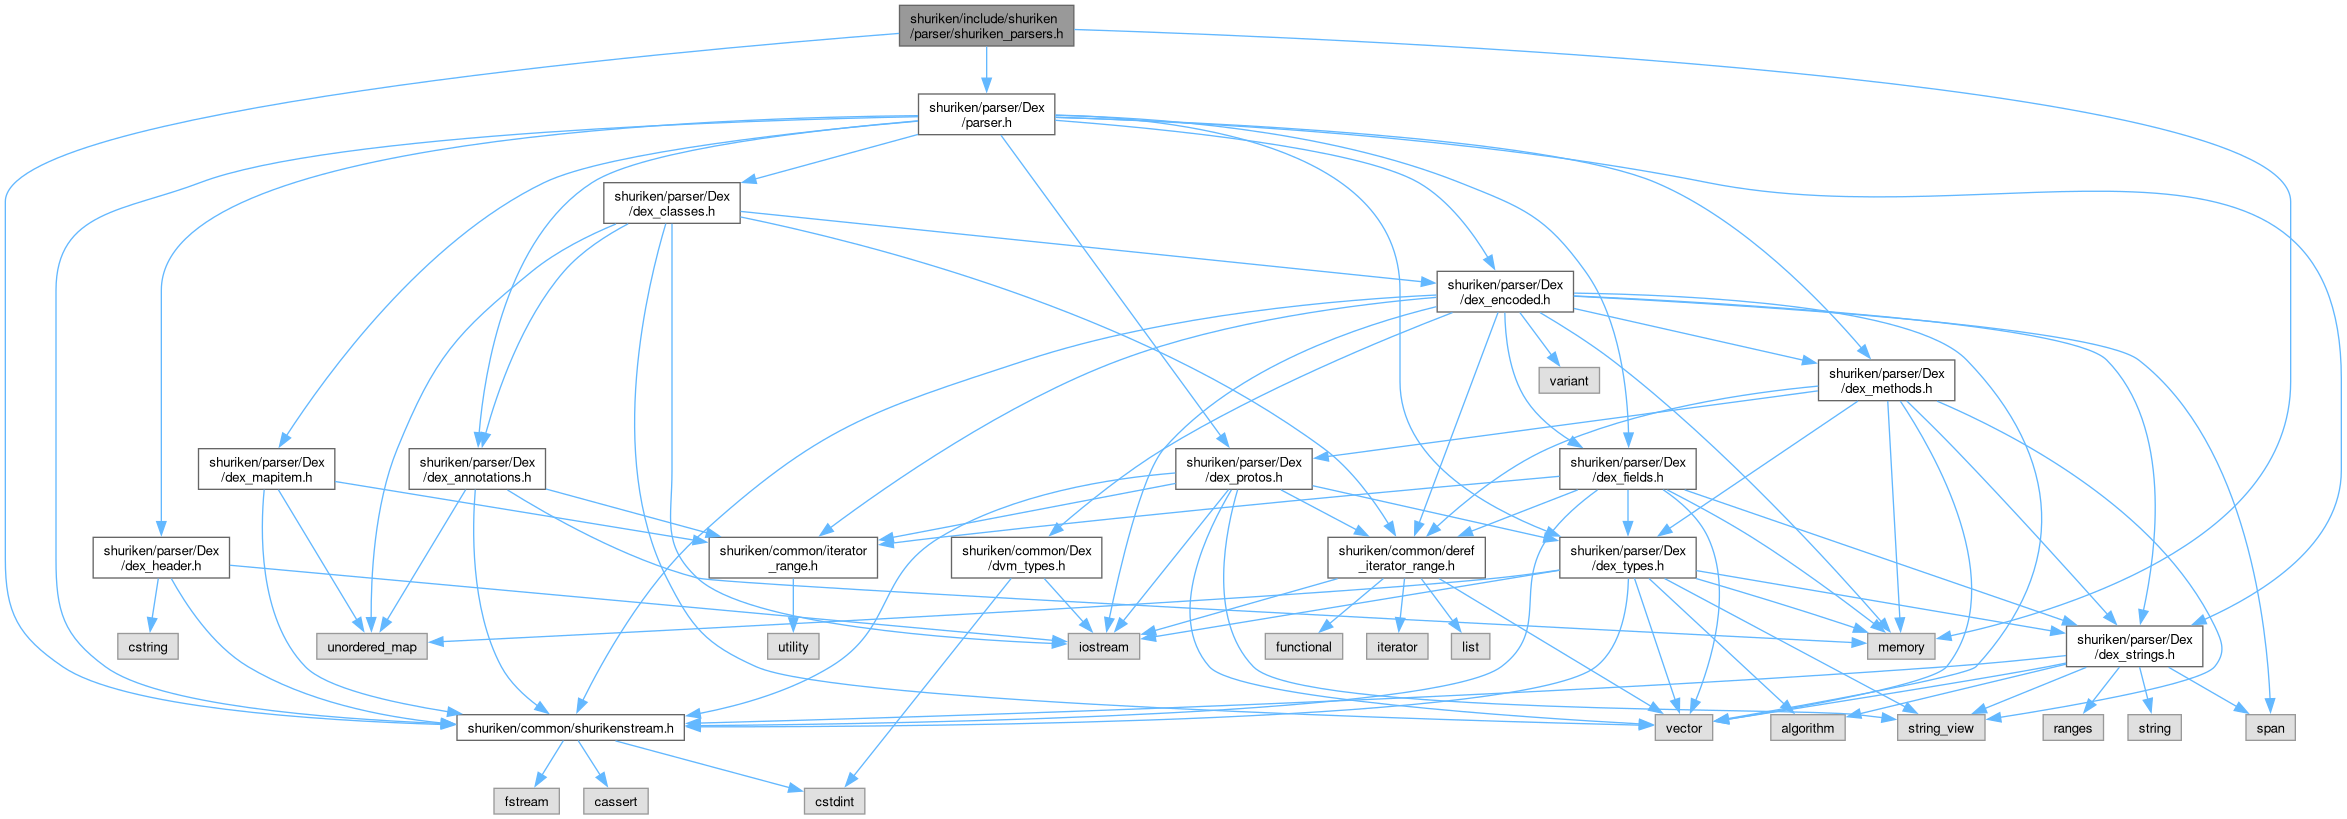 shuriken/include/shuriken
/parser/shuriken_parsers.h
shuriken/parser/Dex
/parser.h
shuriken/parser/Dex
/dex_classes.h
shuriken/parser/Dex
/dex_encoded.h
variant
shuriken/parser/Dex
/dex_methods.h
shuriken/parser/Dex
/dex_mapitem.h
shuriken/parser/Dex
/dex_annotations.h
shuriken/parser/Dex
/dex_protos.h
shuriken/parser/Dex
/dex_fields.h
shuriken/parser/Dex
/dex_header.h
shuriken/common/iterator
_range.h
shuriken/common/Dex
/dvm_types.h
shuriken/common/deref
_iterator_range.h
shuriken/parser/Dex
/dex_types.h
cstring
unordered_map
utility
iostream
functional
iterator
list
memory
shuriken/parser/Dex
/dex_strings.h
shuriken/common/shurikenstream.h
vector
algorithm
string_view
ranges
string
span
fstream
cassert
cstdint